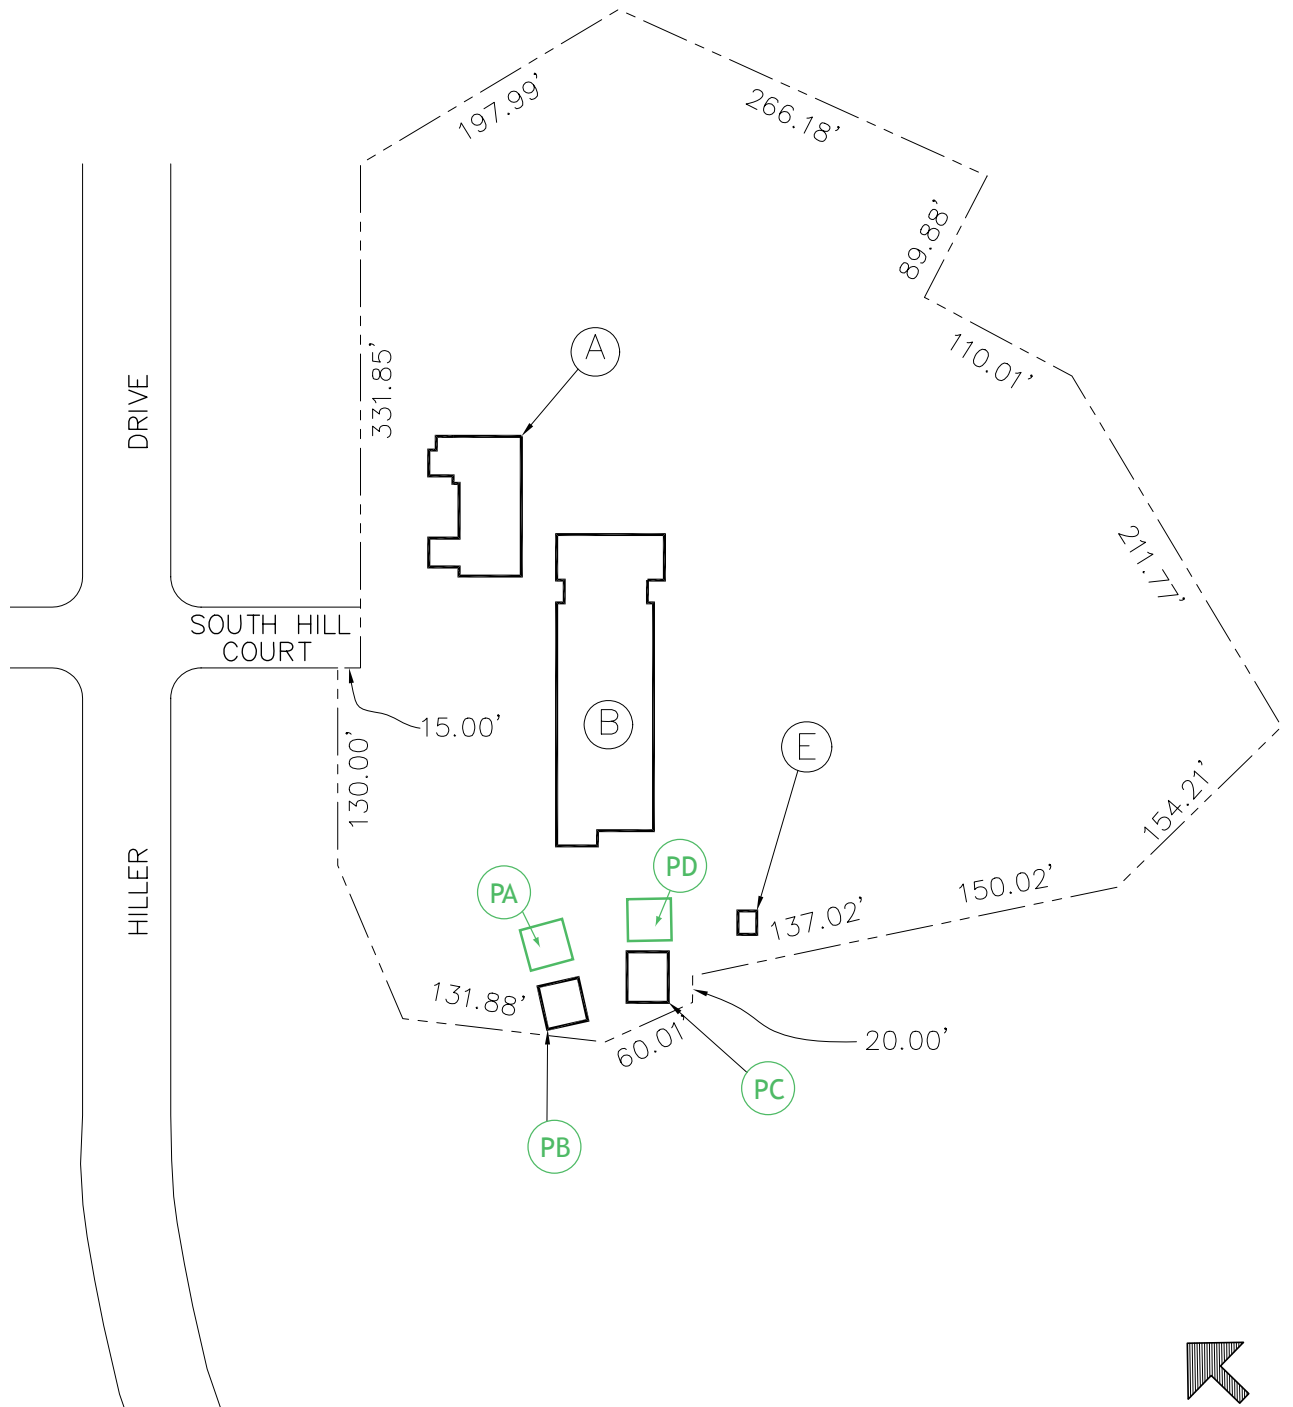 197.99'
266.18'
89.88'
110.01'
A
331.85'
DRIVE
211.77'
SOUTH HILL
COURT
15.00'
B
E
130.00'
154.21'
HILLER
PD
PA
150.02'
137.02'
131.88'
60.01'
20.00'
PC
PB